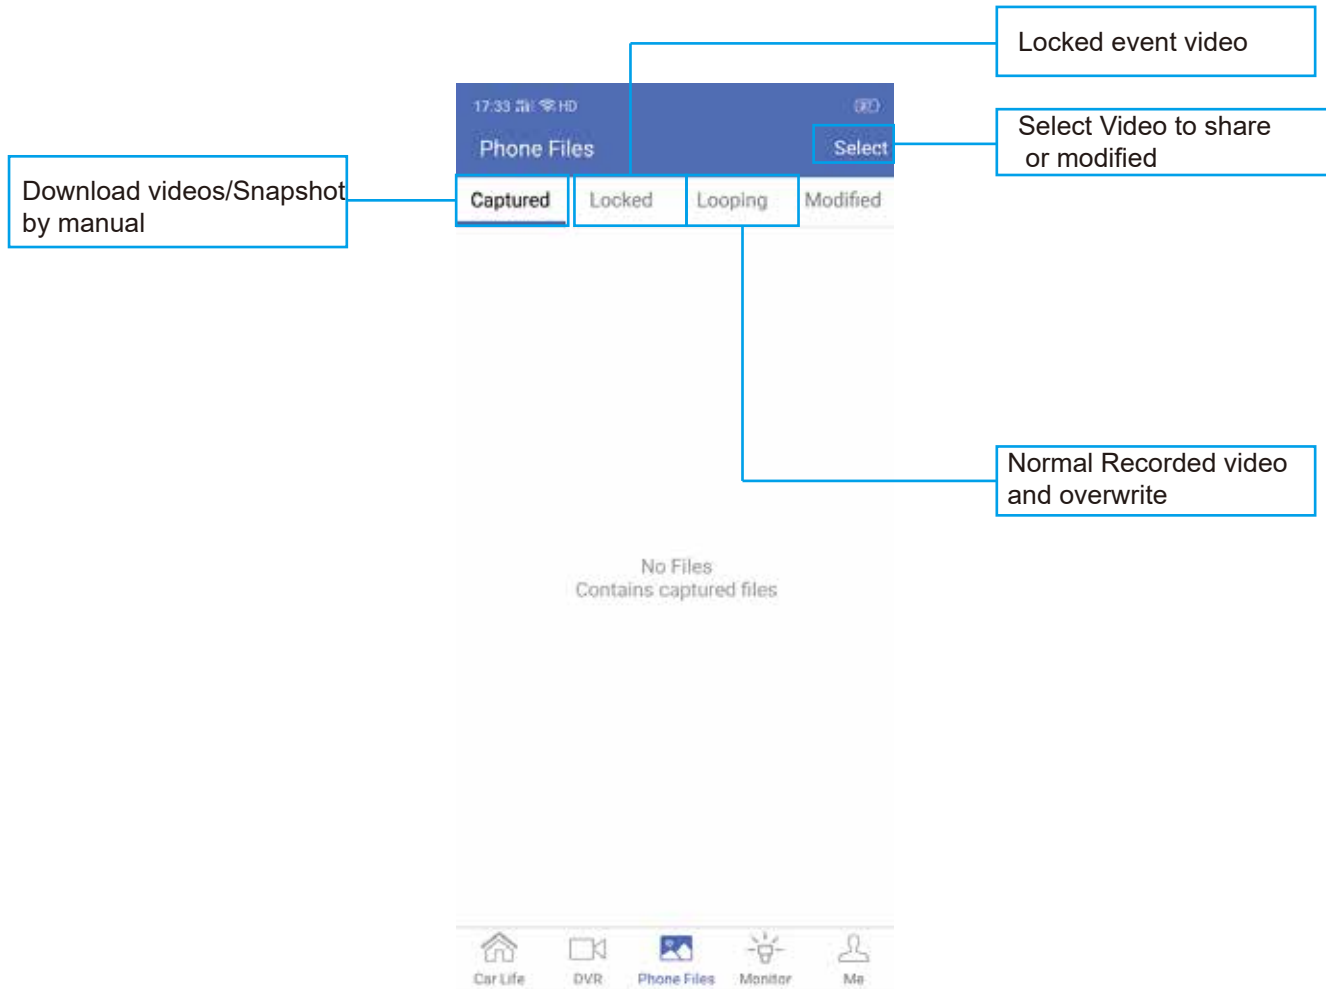 Locked event video
17:33
HD
Select Video to share
or modified
Phone Files
Select
Download videos/Snapshot
by manual
Captured
Locked
Looping
Modified
Normal Recorded video
and overwrite
No Files
Contains captured files
Car Life
DVR
Phone Files
Monitor
Me